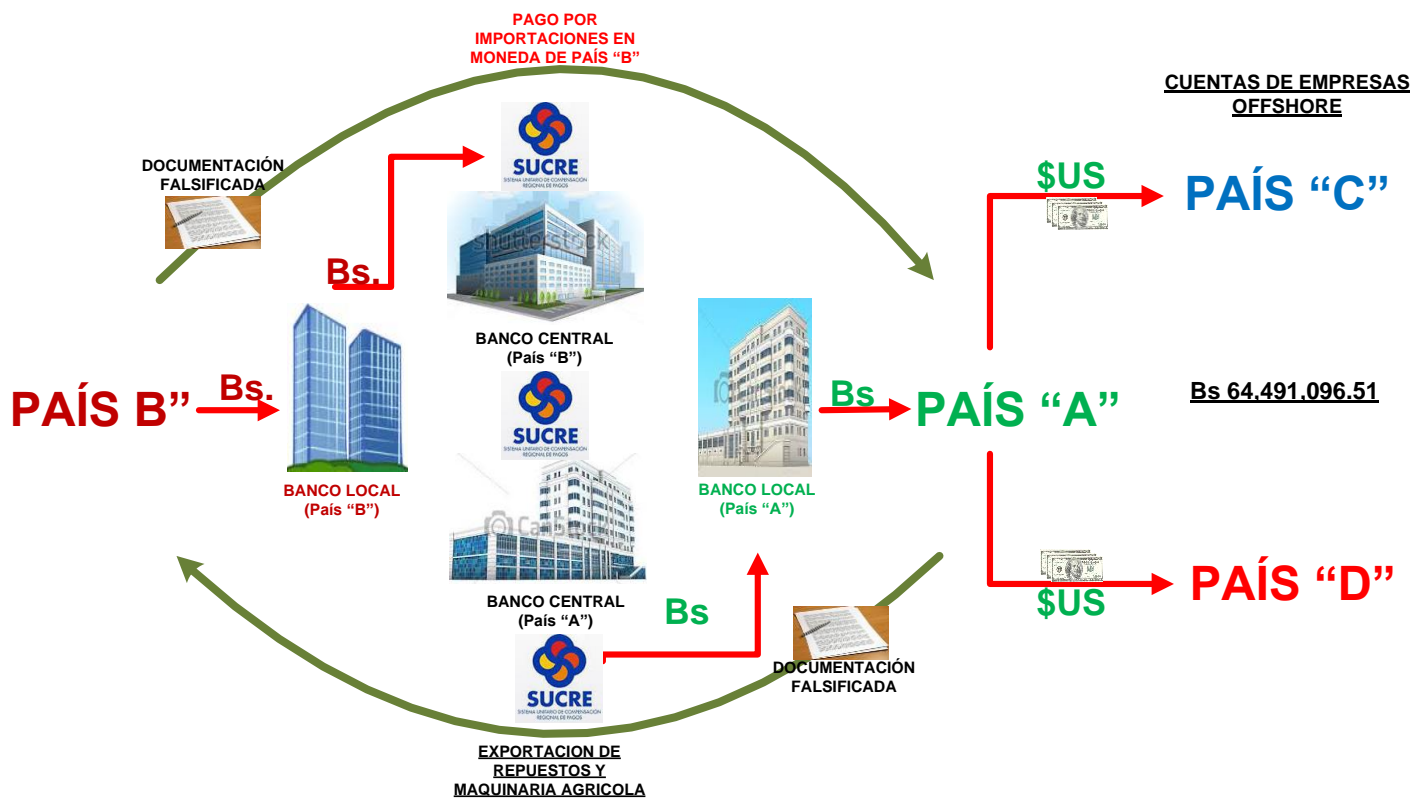 PAGO POR
IMPORTACIONES EN
MONEDA DE PAÍS “B”
CUENTAS DE EMPRESAS
OFFSHORE
DOCUMENTACIÓN
FALSIFICADA
SUCRE
SISTEMA UNITARIO DE COMPENSACIÓN
REGIONAL DE PAGOS
$US
PAÍS “C”
shutterstock
Bs.
BANCO CENTRAL
(País “B”)
PAÍS B”
Bs.
SUCRE
SISTEMA UNITARIO DE COMPENSACIÓN
REGIONAL DE PAGOS
Bs
PAÍS “A”
Bs 64,491,096.51
BANCO LOCAL
(País “B”)
BANCO LOCAL
(País “A”)
CanStock
BANCO CENTRAL
(País “A”)
Bs
$US
PAÍS “D”
SUCRE
SISTEMA UNITARIO DE COMPENSACIÓN
REGIONAL DE PAGOS
DOCUMENTACIÓN
FALSIFICADA
EXPORTACION DE
REPUESTOS Y
MAQUINARIA AGRICOLA